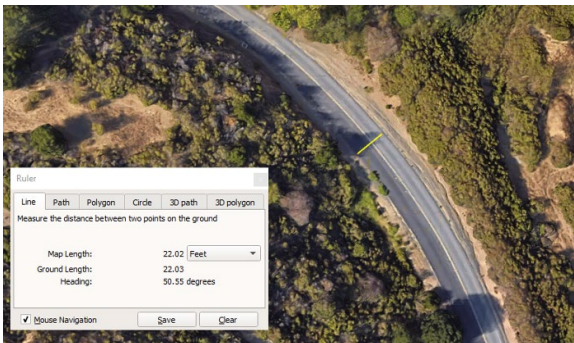 Ruler
Line Path Polygon Circle 3D path 3D polygon
Measure the distance between two points on the ground
Map Length: 22.02 Feet
Ground Length: 22.03
Heading: 50.55 degrees
Mouse Navigation Save Clear